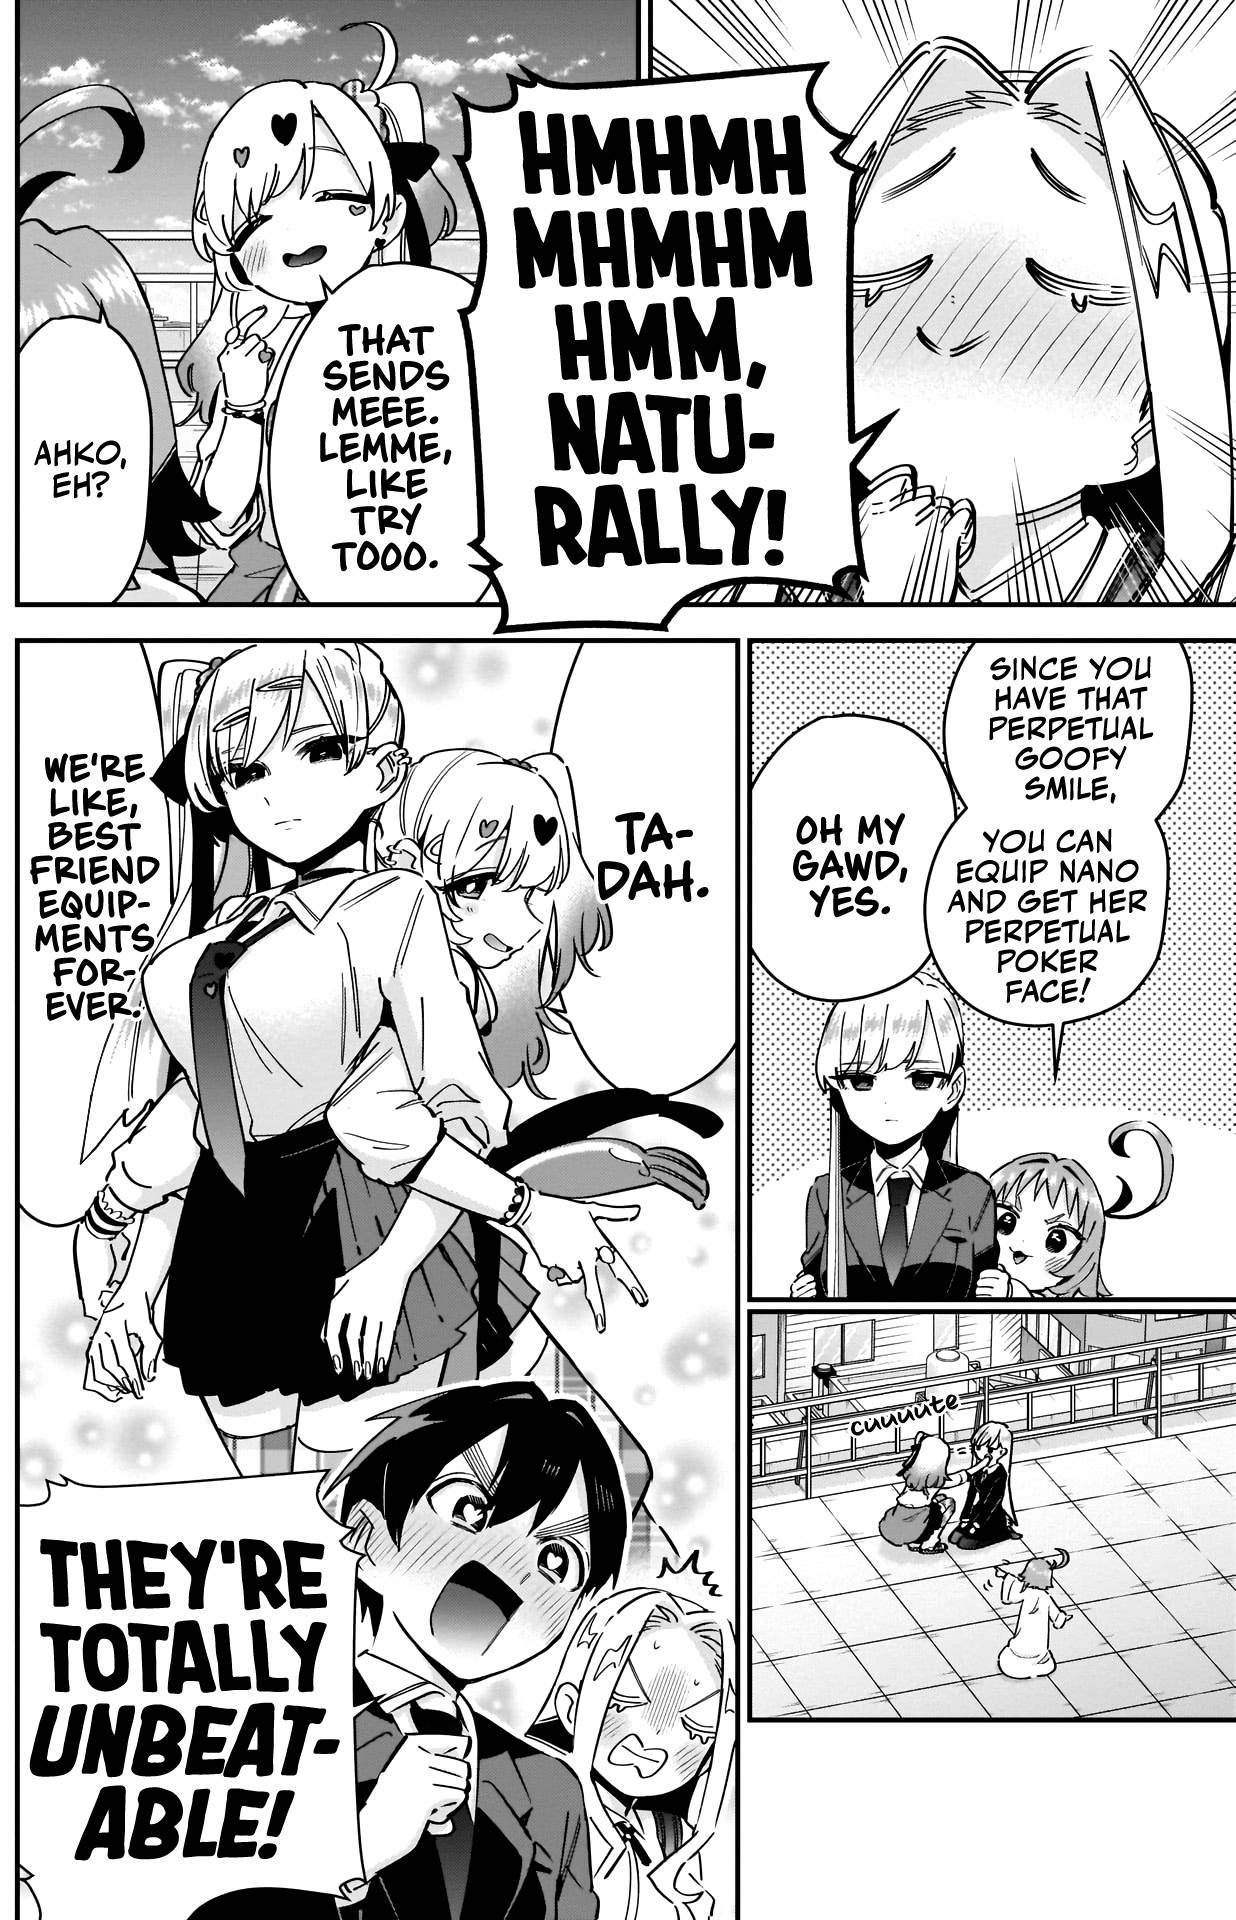 HMHMH
MHMHM
HMM,
NATU-
RALLY!
THAT
SENDS
MEEE.
LEMME,
LIKE
TRY
TOOO.
AHKO,
EH?
SINCE YOU
HAVE THAT
PERPETUAL
GOOFY
SMILE,
YOU CAN
EQUIP NANO
AND GET HER
PERPETUAL
POKER
FACE!
OH MY
GAWD,
YES.
cuuuute
TA-
DAH.
WE'RE
LIKE,
BEST
FRIEND
EQUIP-
MENTS
FOR-
EVER.
THEY'RE
TOTALLY
UNBEAT-
ABLE!